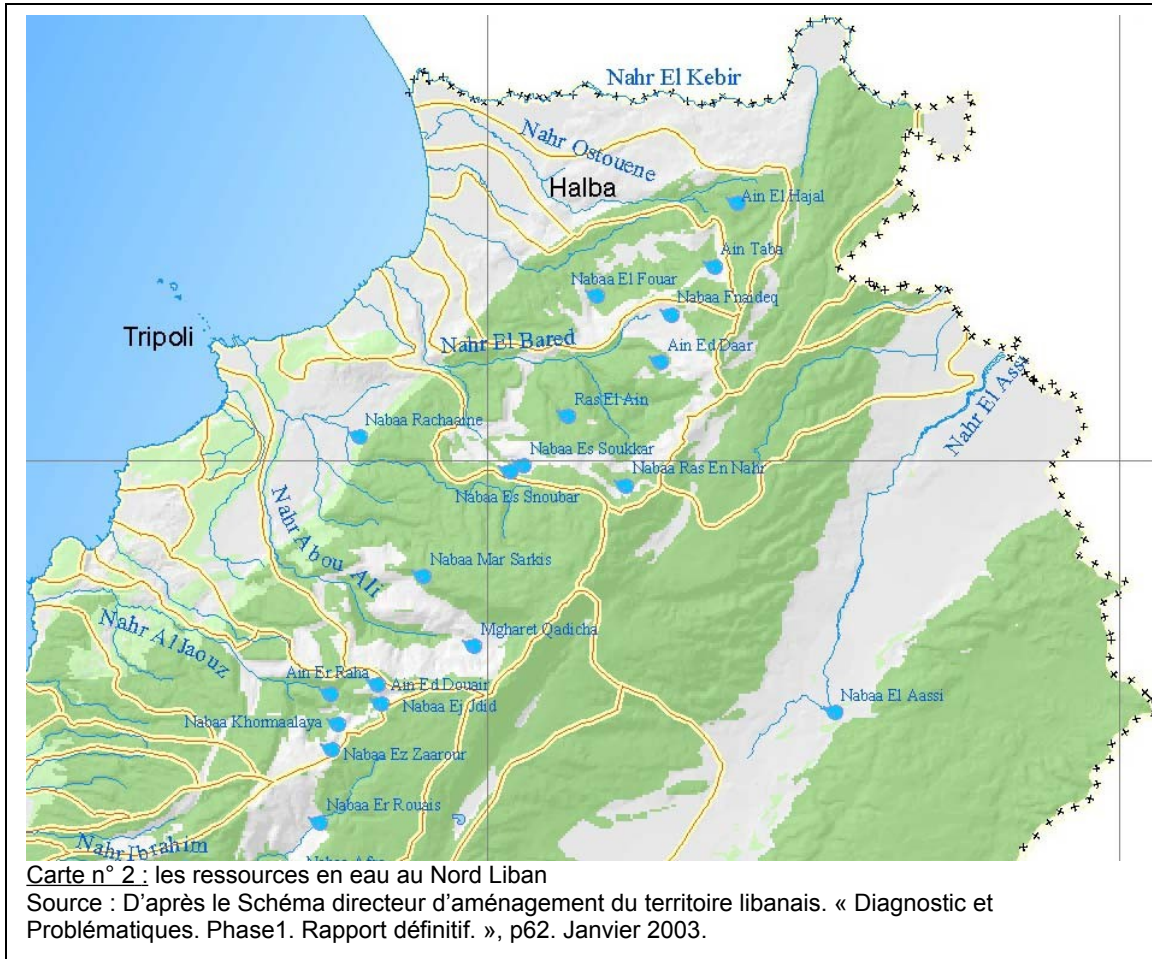 Nahr El Kebir
Nahr Ostouene
Halba
Ain El Hajal
Ain Taba
Nabaa El Fouar
Nabaa Fnaideq
Tripoli
Nahr El Bared
Ain Ed Daar
Nahr El Assi
Ras El Ain
Nabaa Rachaaine
Nabaa Es Soukkar
Nabaa Ras En Nahr
Nabaa Es Snoubar
Nahr Abou Ali
Nabaa Mar Sarkis
Nahr Al Jaouz
Mgharet Qadicha
Ain Er Raha
Ain Ed Douair
Nabaa Ej Jdid
Nabaa El Aassi
Nabaa Khormaalaya
Nabaa Ez Zaarour
Nabaa Er Rouais
Nahr Ibrahim
Carte n° 2 : les ressources en eau au Nord Liban
Source : D'après le Schéma directeur d'aménagement du territoire libanais. « Diagnostic et
Problématiques. Phase1. Rapport définitif. », p62. Janvier 2003.